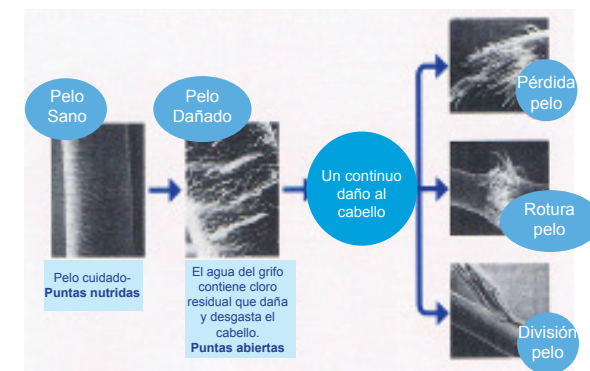 Pelo
Sano
Pelo
Dañado
Un continuo
daño al
cabello
Pérdida
pelo
Rotura
pelo
División
pelo
Pelo cuidado-
Puntas nutridas
El agua del grifo
contiene cloro
residual que daña
y desgasta el
cabello.
Puntas abiertas